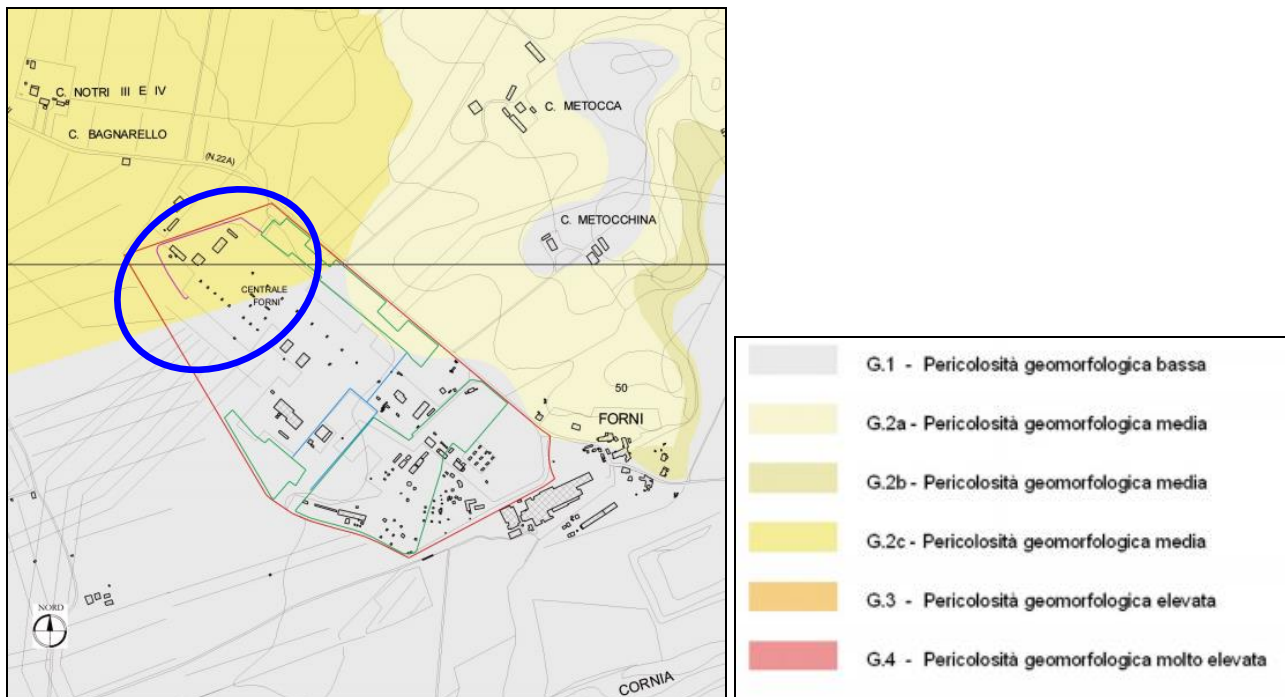 C. NOTRI III E IV
C. BAGNARELLO
(N.22A)
C. METOCCA
C. METOCCHINA
CENTRALE
FORNI
50
FORNI
NORD
CORNIA
G.1 - Pericolosità geomorfologica bassa
G.2a - Pericolosità geomorfologica media
G.2b - Pericolosità geomorfologica media
G.2c - Pericolosità geomorfologica media
G.3 - Pericolosità geomorfologica elevata
G.4 - Pericolosità geomorfologica molto elevata